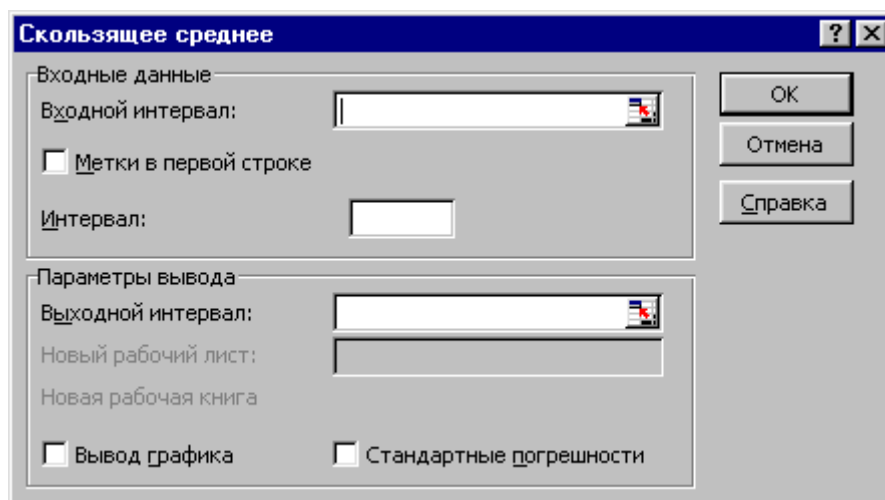 Скользящее среднее
Входные данные
Входной интервал:
Метки в первой строке
Интервал:
OK
Отмена
Справка
Параметры вывода
Выходной интервал:
Новый рабочий лист:
Новая рабочая книга
Вывод графика
Стандартные погрешности